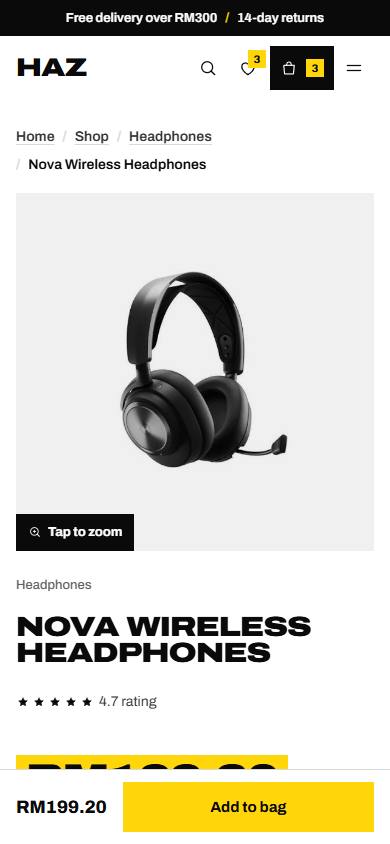 Free delivery over RM300 / 14-day returns
HAZ
3
3
Home / Shop / Headphones
/ Nova Wireless Headphones
Tap to zoom
Headphones
NOVA WIRELESS
HEADPHONES
4.7 rating
RM199.20
Add to bag